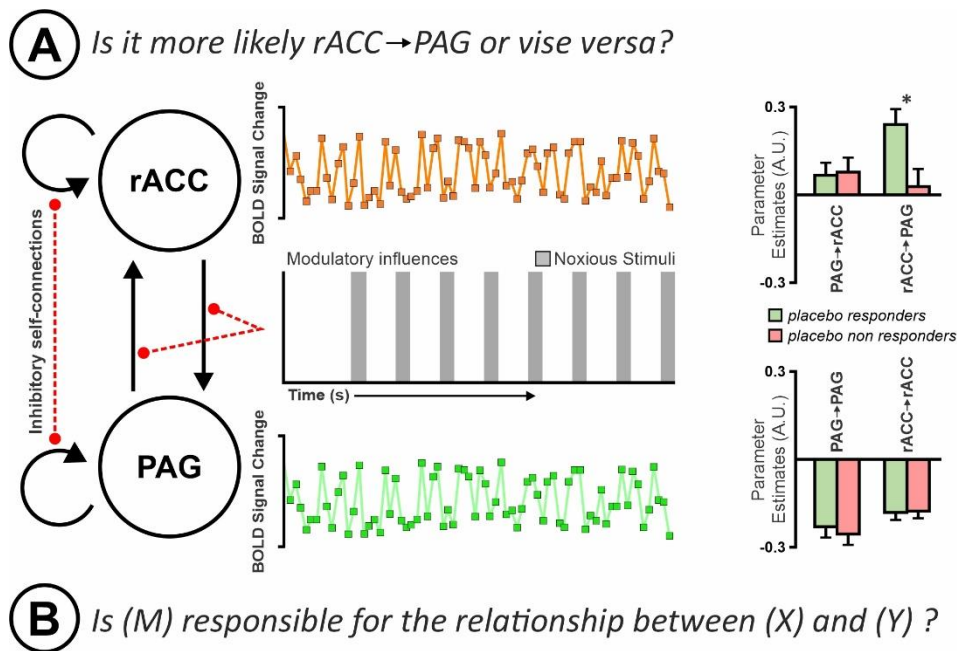 A Is it more likely rACC→PAG or vise versa?
rACC
PAG
Inhibitory self-connections
BOLD Signal Change
Modulatory influences
Noxious Stimuli
Time (s)
BOLD Signal Change
0.3
*
Parameter
Estimates (A.U.)
-0.3
PAG→rACC
rACC→PAG
placebo responders
placebo non responders
0.3
Parameter
Estimates (A.U.)
-0.3
PAG→PAG
rACC→rACC
B Is (M) responsible for the relationship between (X) and (Y) ?